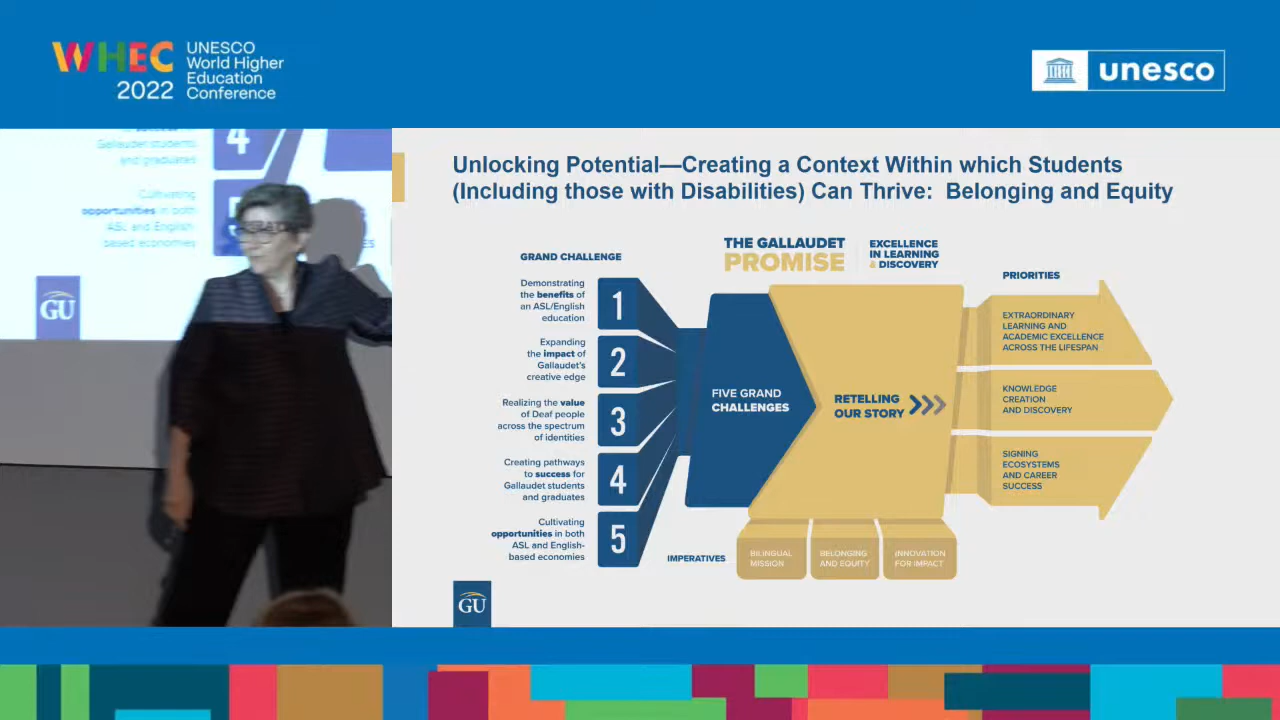 WHEC
2022
UNESCO
World Higher
Education
Conference
unesco
4
Gallaudet students
and graduates
Cultivating
opportunities in both
ASL and English-
based economies
5
GU
Unlocking Potential—Creating a Context Within which Students
(Including those with Disabilities) Can Thrive: Belonging and Equity
THE GALLAUDET
PROMISE
EXCELLENCE
IN LEARNING
& DISCOVERY
GRAND CHALLENGE
Demonstrating
the benefits of
an ASL/English
education
1
Expanding
the impact of
Gallaudet's
creative edge
2
Realizing the value
of Deaf people
across the spectrum
of identities
3
Creating pathways
to success for
Gallaudet students
and graduates
4
Cultivating
opportunities in both
ASL and English-
based economies
5
FIVE GRAND
CHALLENGES
RETELLING
OUR STORY
PRIORITIES
EXTRAORDINARY
LEARNING AND
ACADEMIC EXCELLENCE
ACROSS THE LIFESPAN
KNOWLEDGE
CREATION
AND DISCOVERY
SIGNING
ECOSYSTEMS
AND CAREER
SUCCESS
IMPERATIVES
BILINGUAL
MISSION
BELONGING
AND EQUITY
INNOVATION
FOR IMPACT
GU